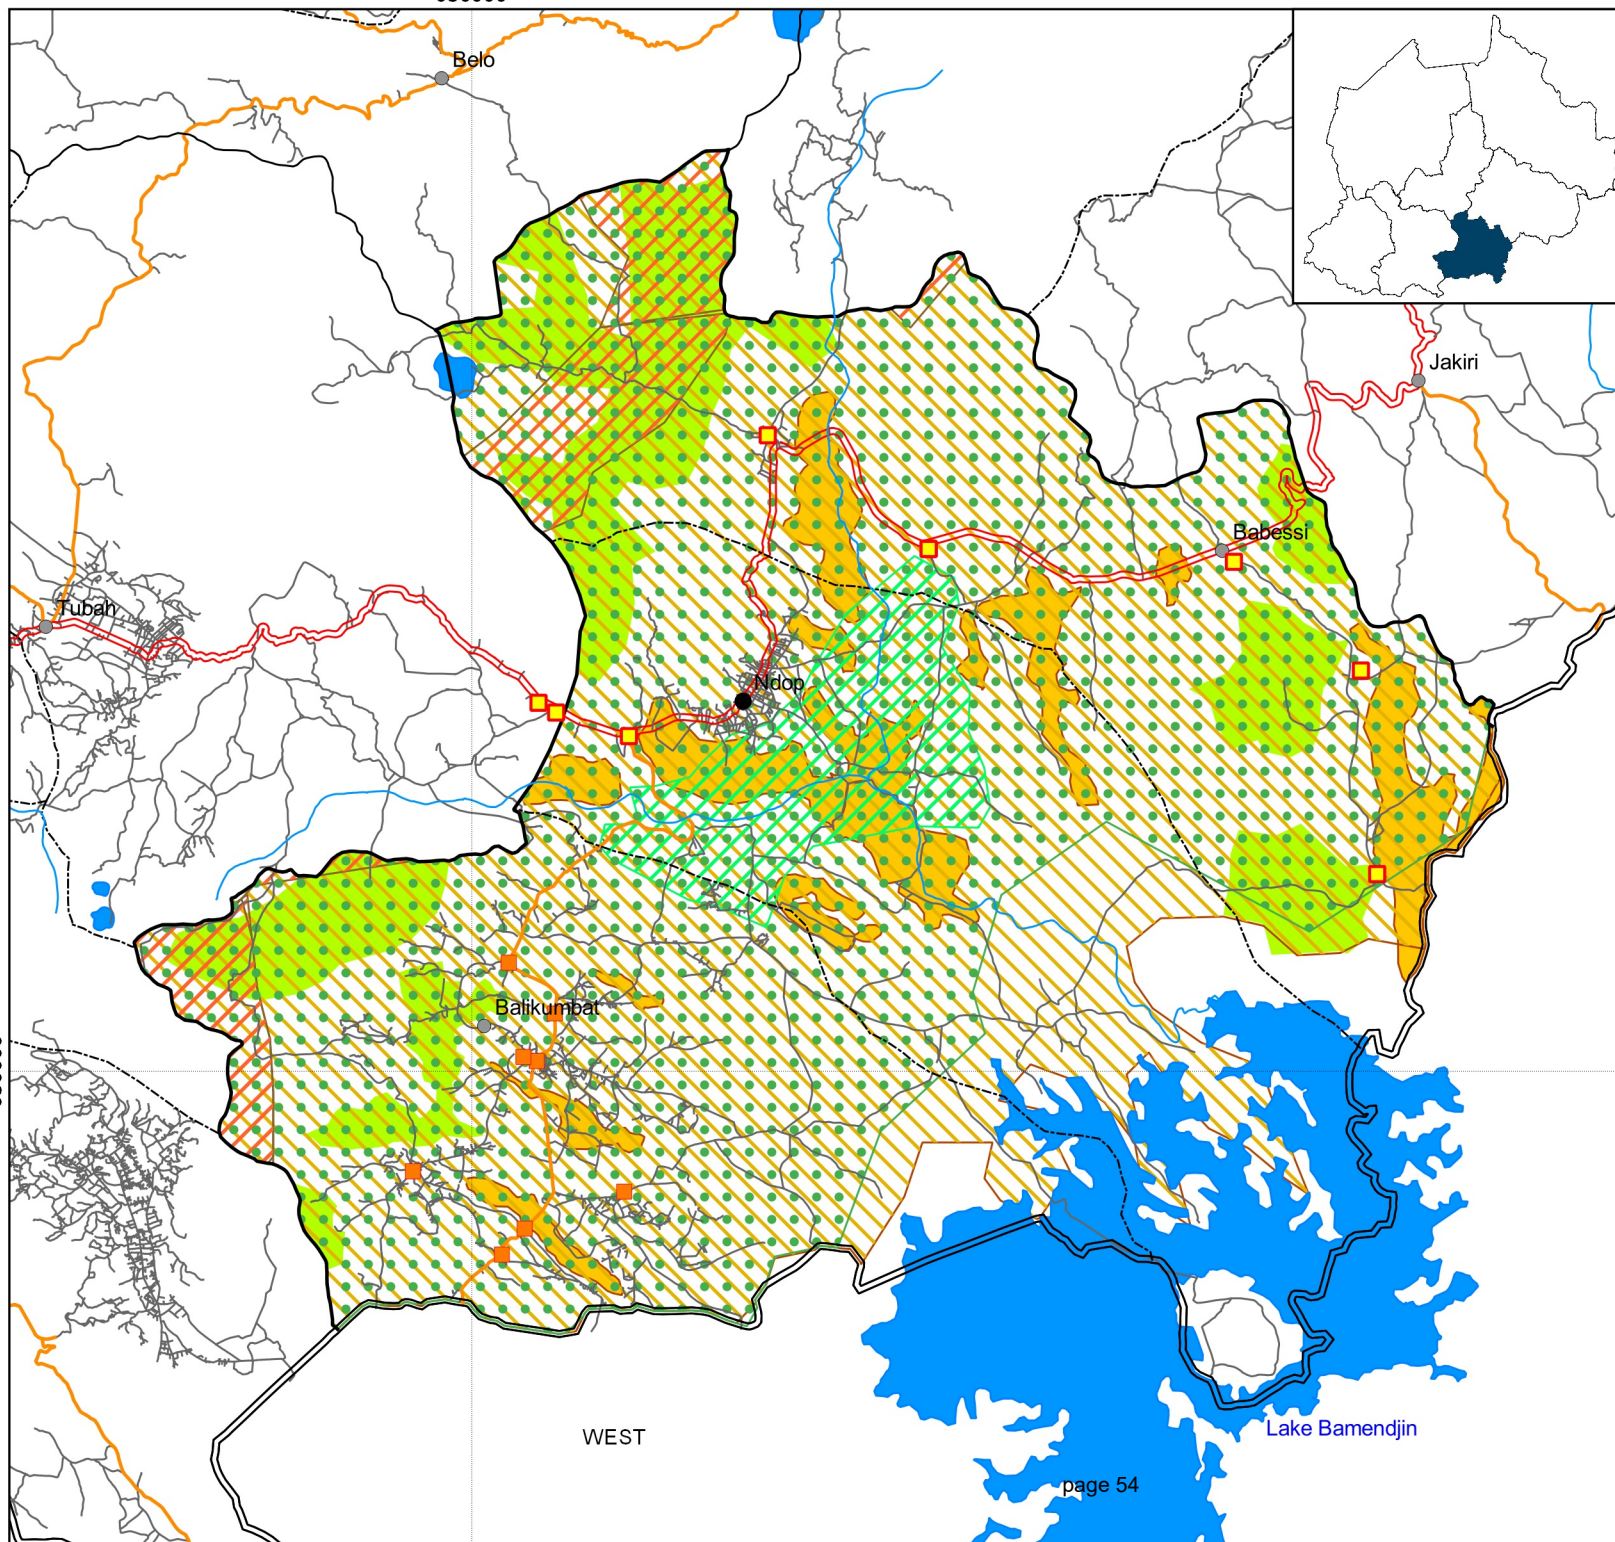 Belo
Jakiri
Babessi
Tubah
Ndop
Balikumbat
WEST
Lake Bamendjin
page 54